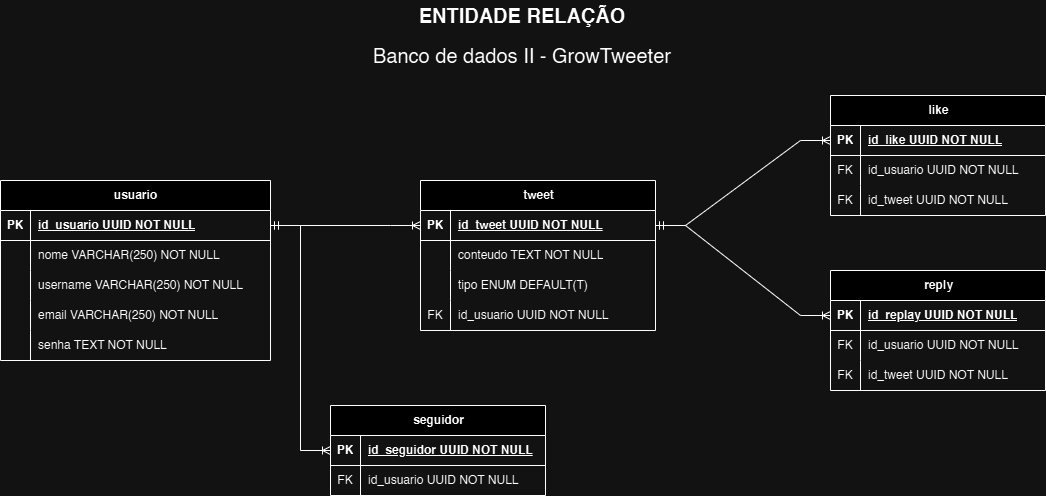 ENTIDADE RELAÇÃO
Banco de dados II - GrowTweeter
like
PK id_like UUID NOT NULL
FK id_usuario UUID NOT NULL
FK id_tweet UUID NOT NULL
usuario
PK id_usuario UUID NOT NULL
nome VARCHAR(250) NOT NULL
username VARCHAR(250) NOT NULL
email VARCHAR(250) NOT NULL
senha TEXT NOT NULL
tweet
PK id_tweet UUID NOT NULL
conteudo TEXT NOT NULL
tipo ENUM DEFAULT(T)
FK id_usuario UUID NOT NULL
reply
PK id_replay UUID NOT NULL
FK id_usuario UUID NOT NULL
FK id_tweet UUID NOT NULL
seguidor
PK id_seguidor UUID NOT NULL
FK id_usuario UUID NOT NULL